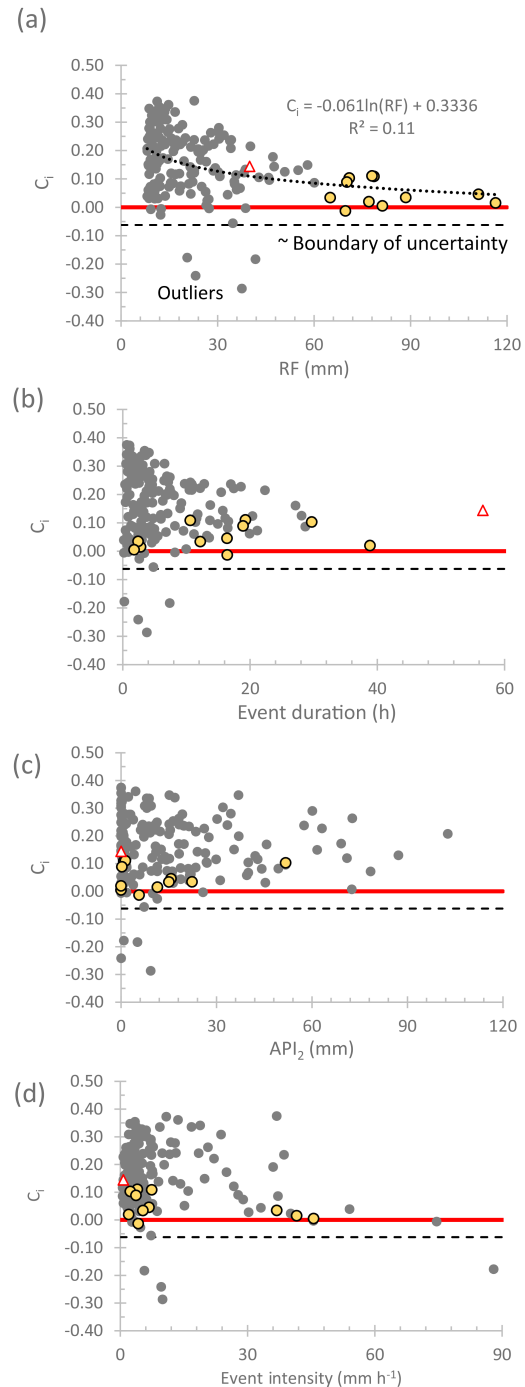 (a)
0.50
0.40
0.30
0.20
0.10
0.00
-0.10
-0.20
-0.30
-0.40
Cᵢ
Cᵢ = -0.061ln(RF) + 0.3336
R² = 0.11
~ Boundary of uncertainty
Outliers
0 30 60 90 120
RF (mm)
(b)
0.50
0.40
0.30
0.20
0.10
0.00
-0.10
-0.20
-0.30
-0.40
Cᵢ
0 20 40 60
Event duration (h)
(c)
0.50
0.40
0.30
0.20
0.10
0.00
-0.10
-0.20
-0.30
-0.40
Cᵢ
0 30 60 90 120
API₂ (mm)
(d)
0.50
0.40
0.30
0.20
0.10
0.00
-0.10
-0.20
-0.30
-0.40
Cᵢ
0 30 60 90
Event intensity (mm h⁻¹)